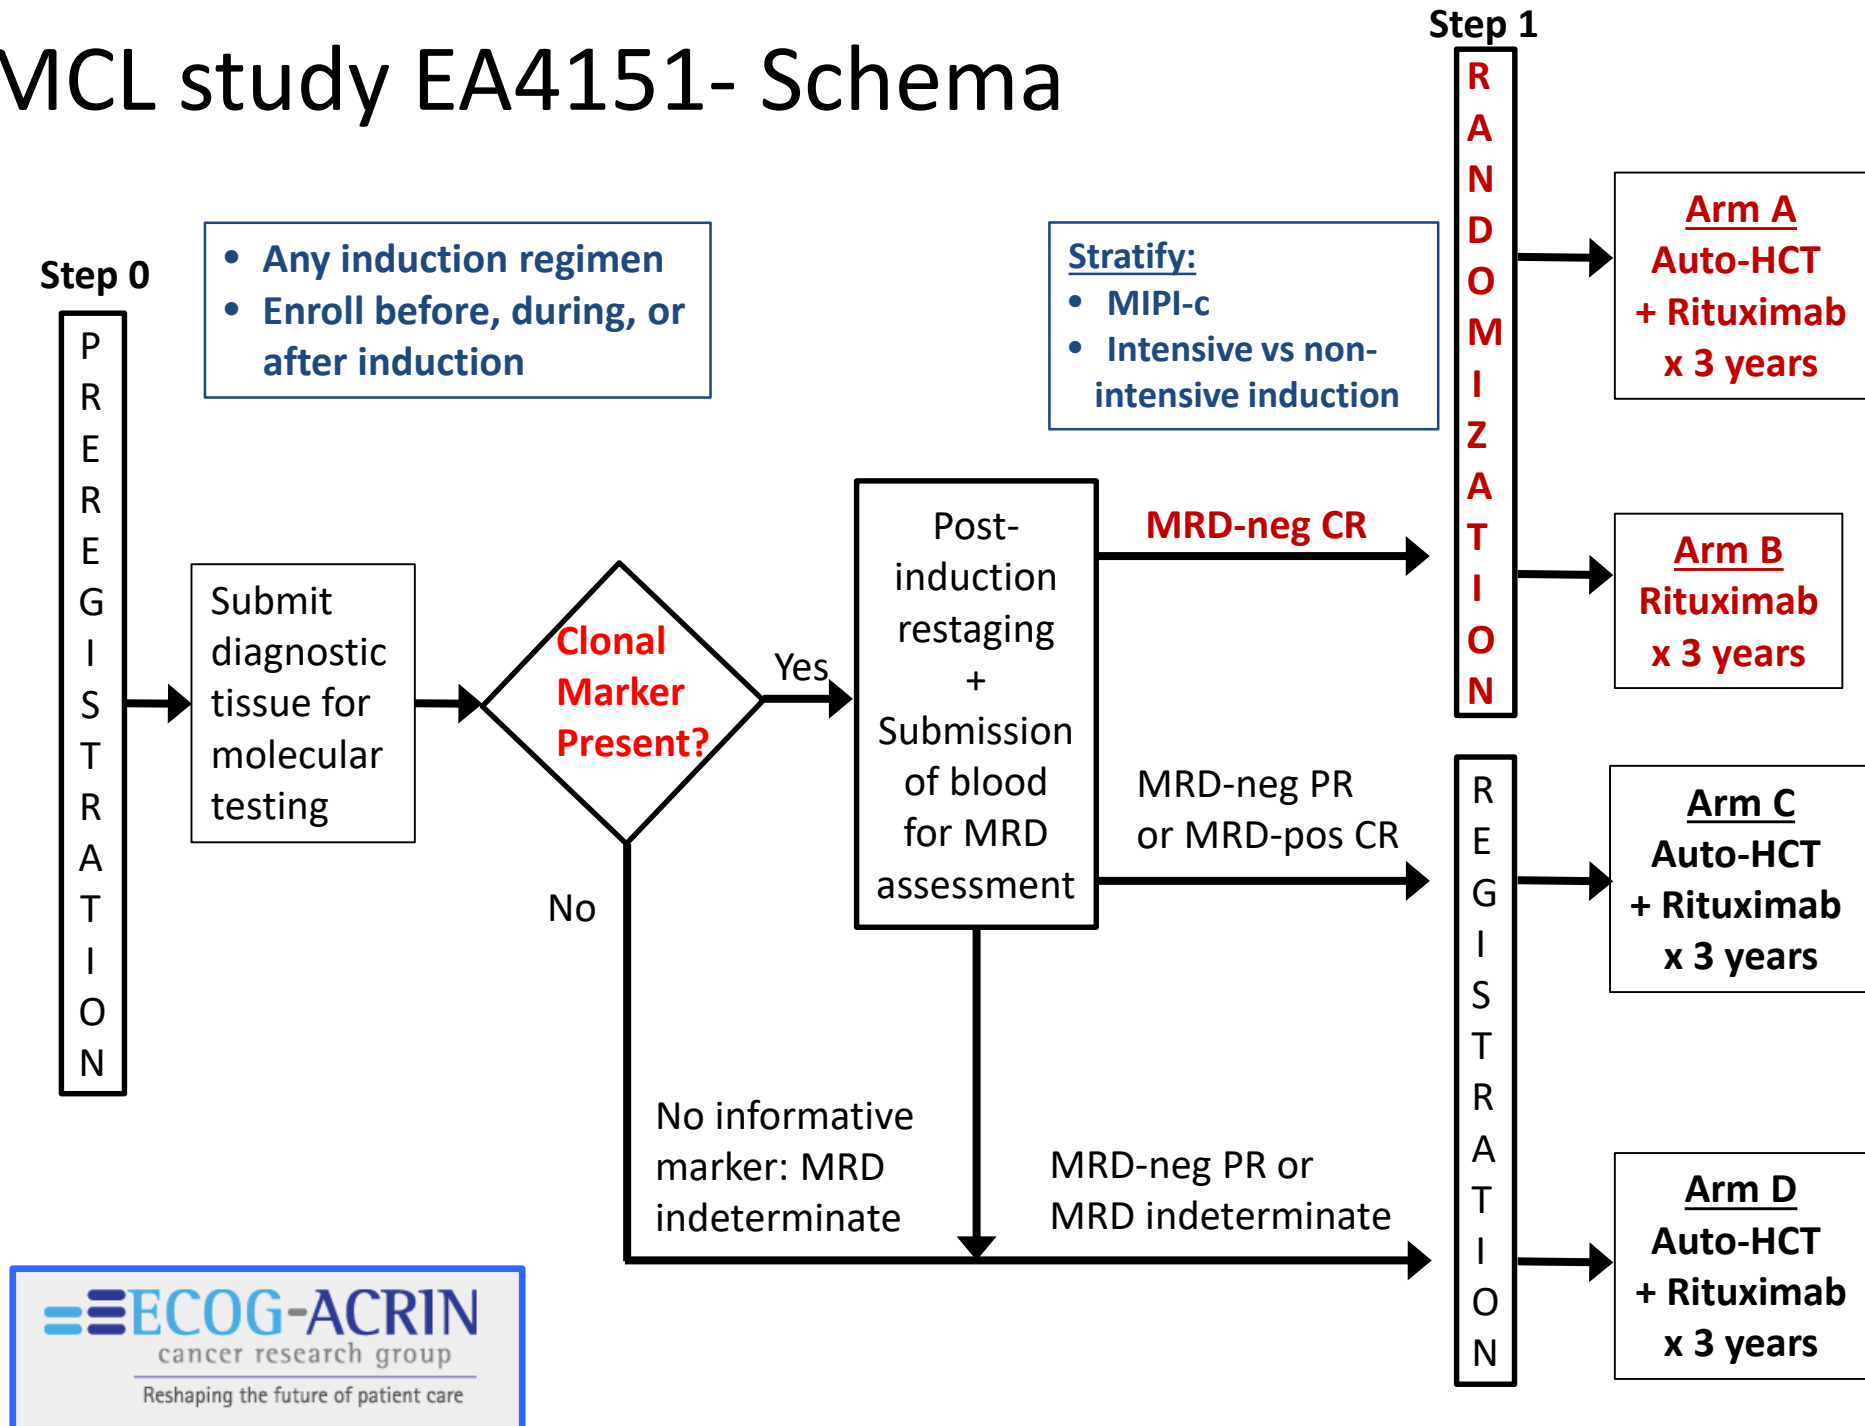 MCL study EA4151- Schema
Step 0
PREREGISTRATION
• Any induction regimen
• Enroll before, during, or
after induction
Submit
diagnostic
tissue for
molecular
testing
Clonal
Marker
Present?
Yes
No
Post-
induction
restaging
+
Submission
of blood
for MRD
assessment
Stratify:
• MIPI-c
• Intensive vs non-
intensive induction
MRD-neg CR
MRD-neg PR
or MRD-pos CR
No informative
marker: MRD
indeterminate
MRD-neg PR or
MRD indeterminate
Step 1
RANDOMIZATION
REGISTRATION
Arm A
Auto-HCT
+ Rituximab
x 3 years
Arm B
Rituximab
x 3 years
Arm C
Auto-HCT
+ Rituximab
x 3 years
Arm D
Auto-HCT
+ Rituximab
x 3 years
ECOG-ACRIN
cancer research group
Reshaping the future of patient care